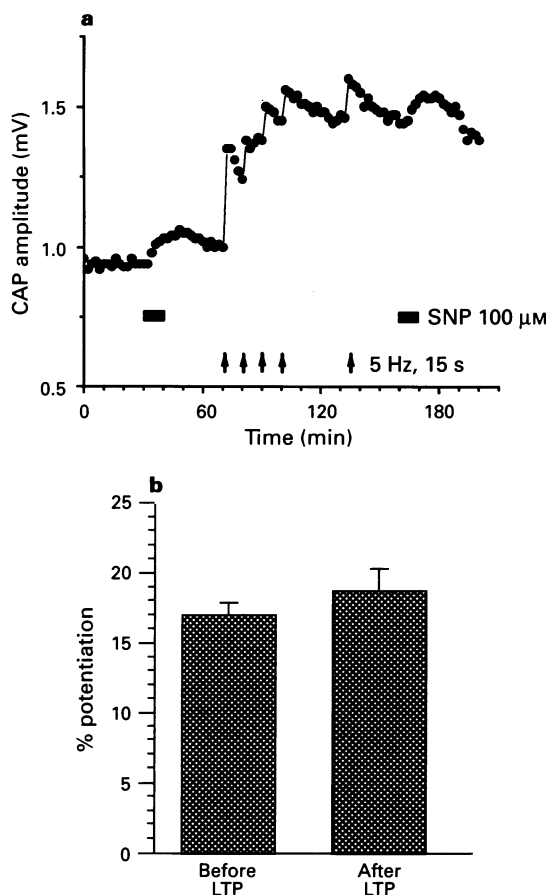 a
CAP amplitude (mV)
1.5
1.0
0.5
SNP 100 μM
5 Hz, 15 s
0 60 120 180
Time (min)
b
% potentiation
25
20
15
10
5
0
Before LTP
After LTP